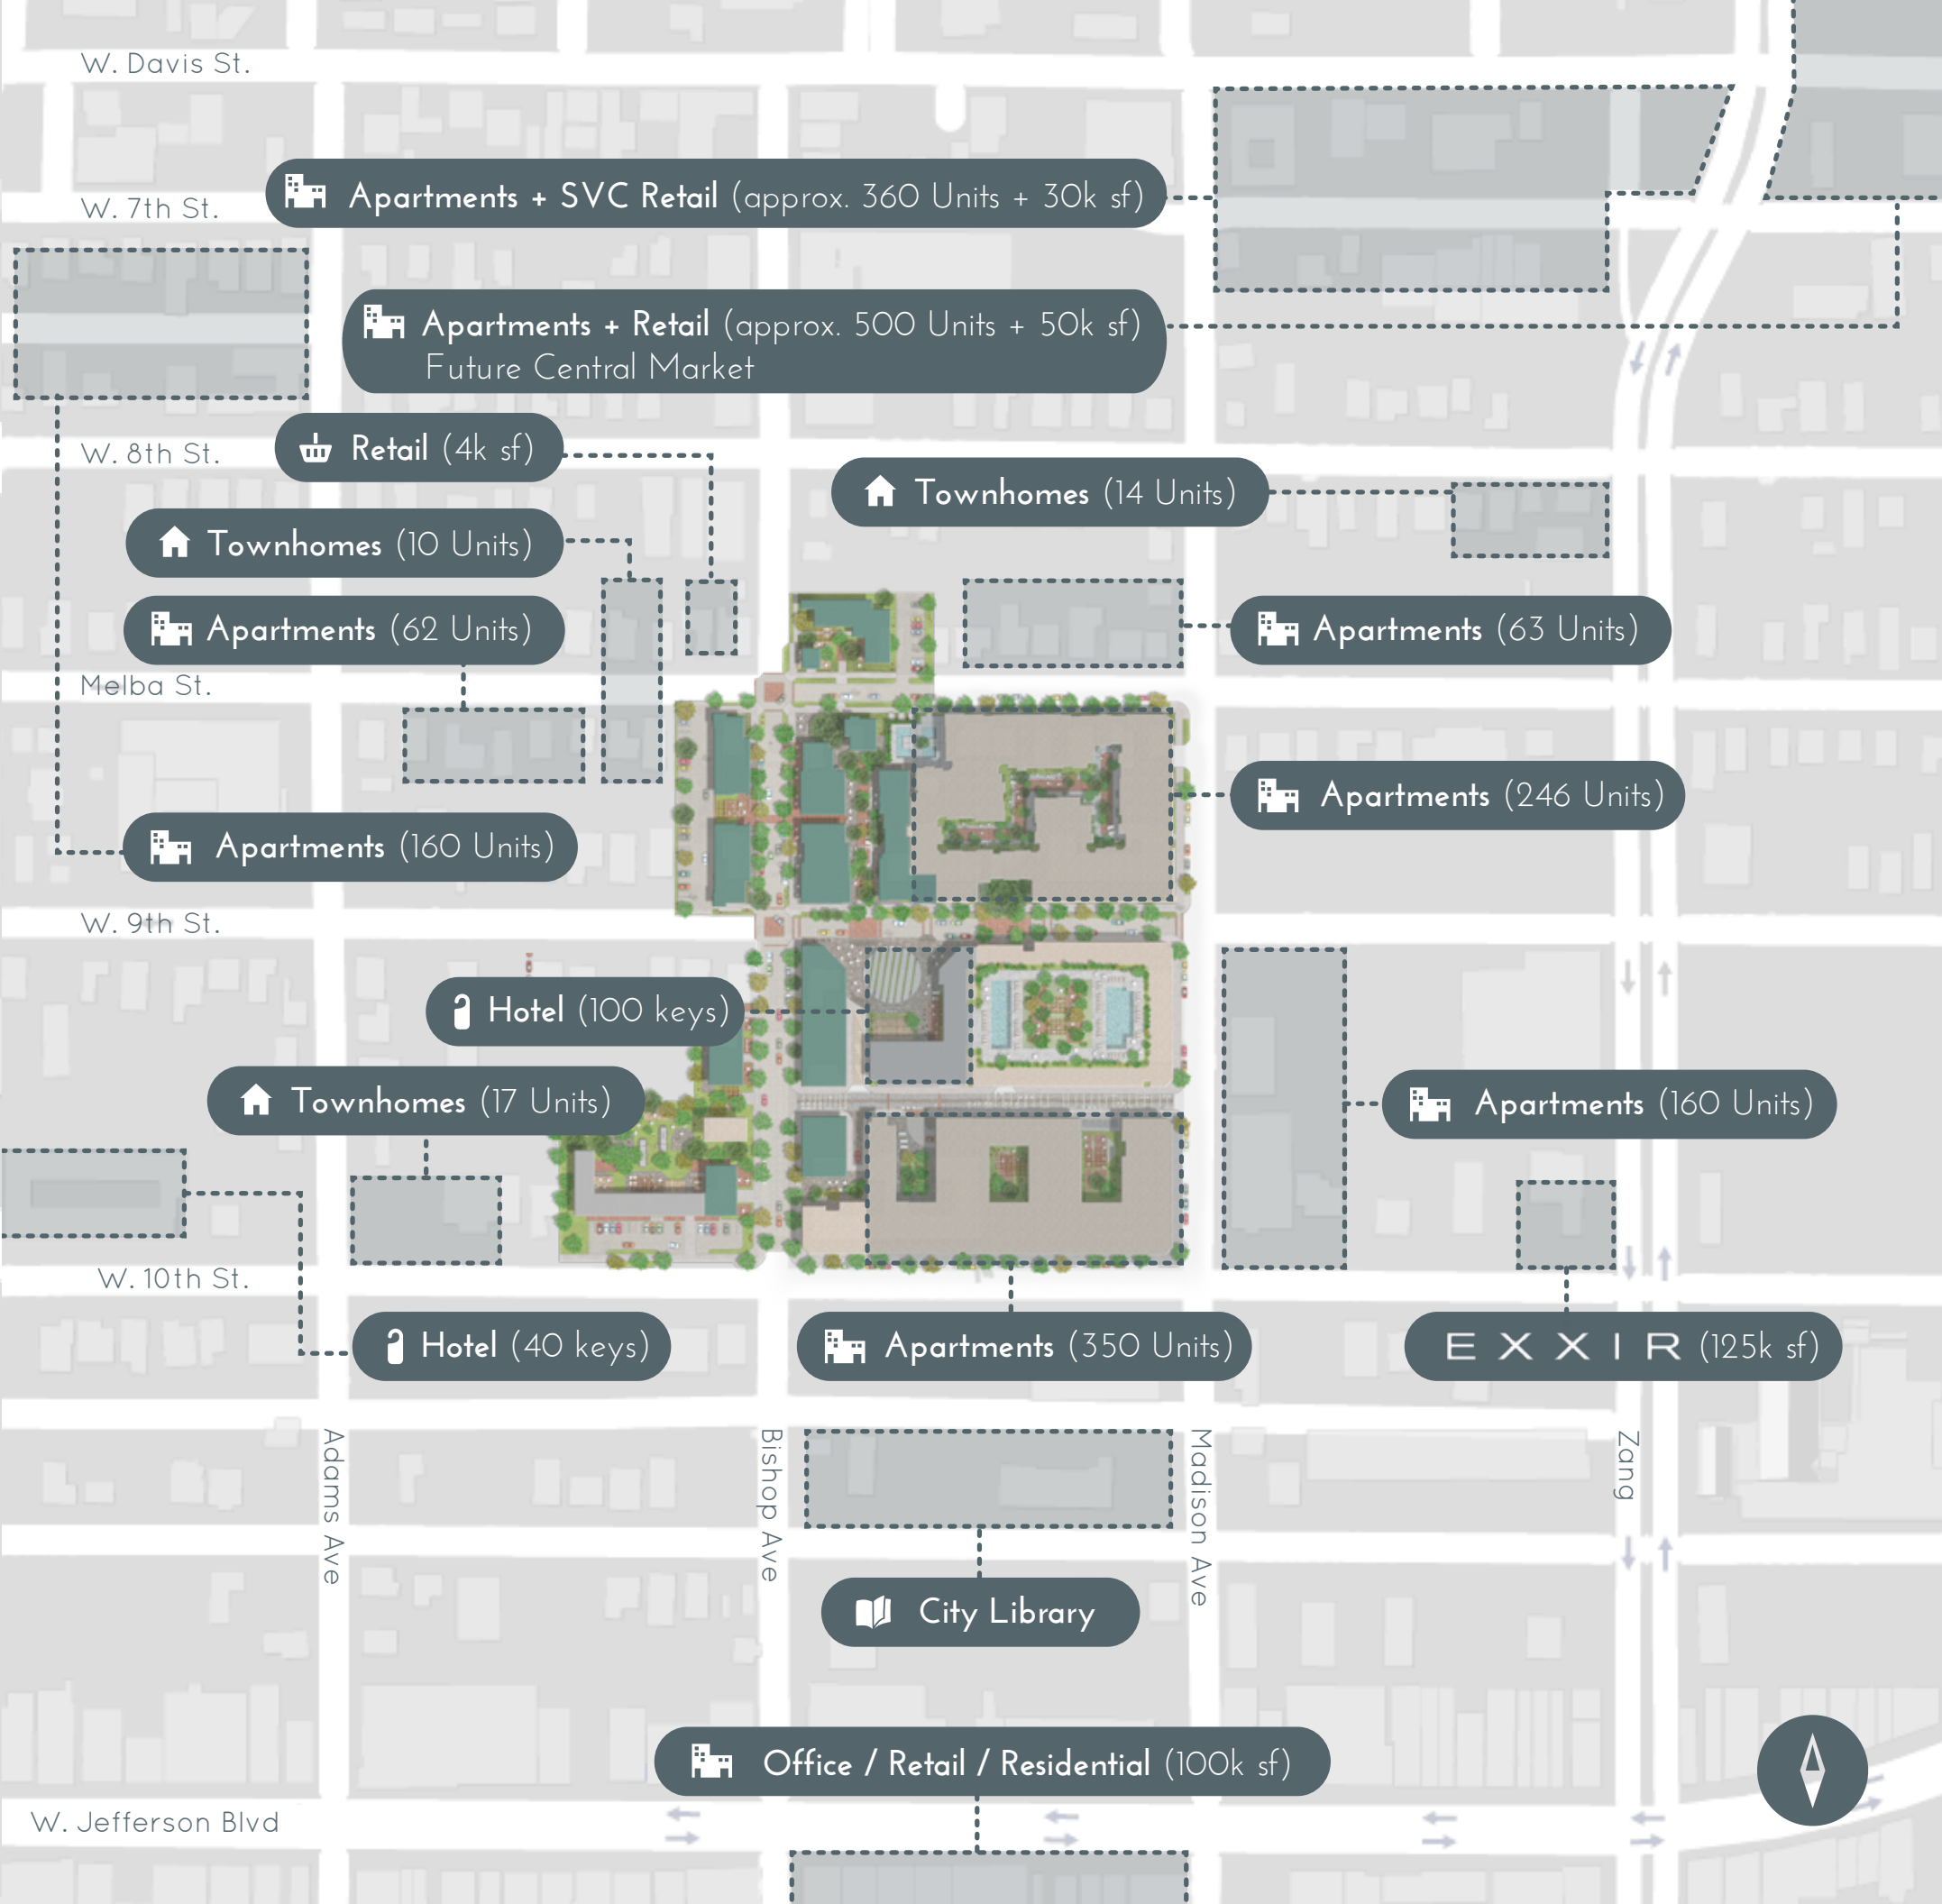 W. Davis St.
Apartments + SVC Retail (approx. 360 Units + 30k sf)
W. 7th St.
Apartments + Retail (approx. 500 Units + 50k sf)
Future Central Market
Retail (4k sf)
W. 8th St.
Townhomes (14 Units)
Townhomes (10 Units)
Apartments (62 Units)
Apartments (63 Units)
Melba St.
Apartments (246 Units)
Apartments (160 Units)
W. 9th St.
Hotel (100 keys)
Townhomes (17 Units)
Apartments (160 Units)
W. 10th St.
Hotel (40 keys)
Apartments (350 Units)
EXXIR (125k sf)
Adams Ave
Bishop Ave
Madison Ave
Zang
City Library
Office / Retail / Residential (100k sf)
W. Jefferson Blvd